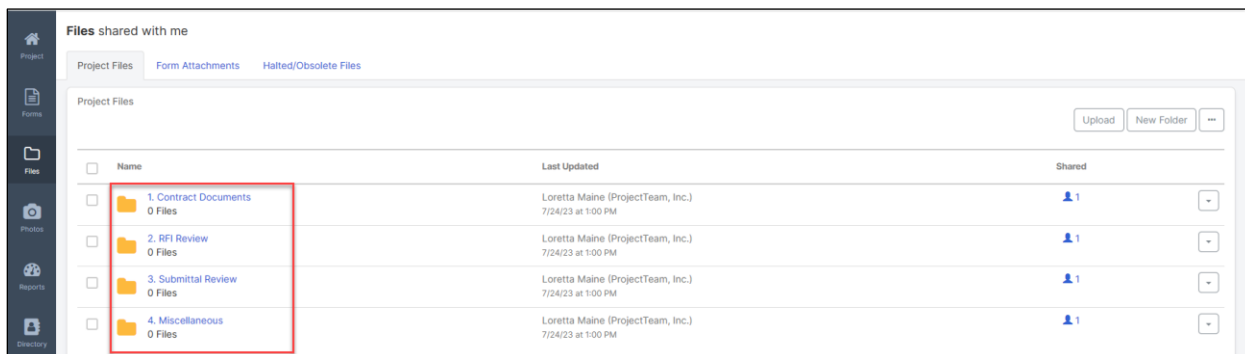 Files shared with me
Project
Project Files Form Attachments Halted/Obsolete Files
Forms
Project Files
Upload New Folder ...
Files
Name Last Updated Shared
1. Contract Documents Loretta Maine (ProjectTeam, Inc.) 1
0 Files 7/24/23 at 1:00 PM
Photos
2. RFI Review Loretta Maine (ProjectTeam, Inc.) 1
0 Files 7/24/23 at 1:00 PM
Reports
3. Submittal Review Loretta Maine (ProjectTeam, Inc.) 1
0 Files 7/24/23 at 1:00 PM
4. Miscellaneous Loretta Maine (ProjectTeam, Inc.) 1
0 Files 7/24/23 at 1:00 PM
Directory